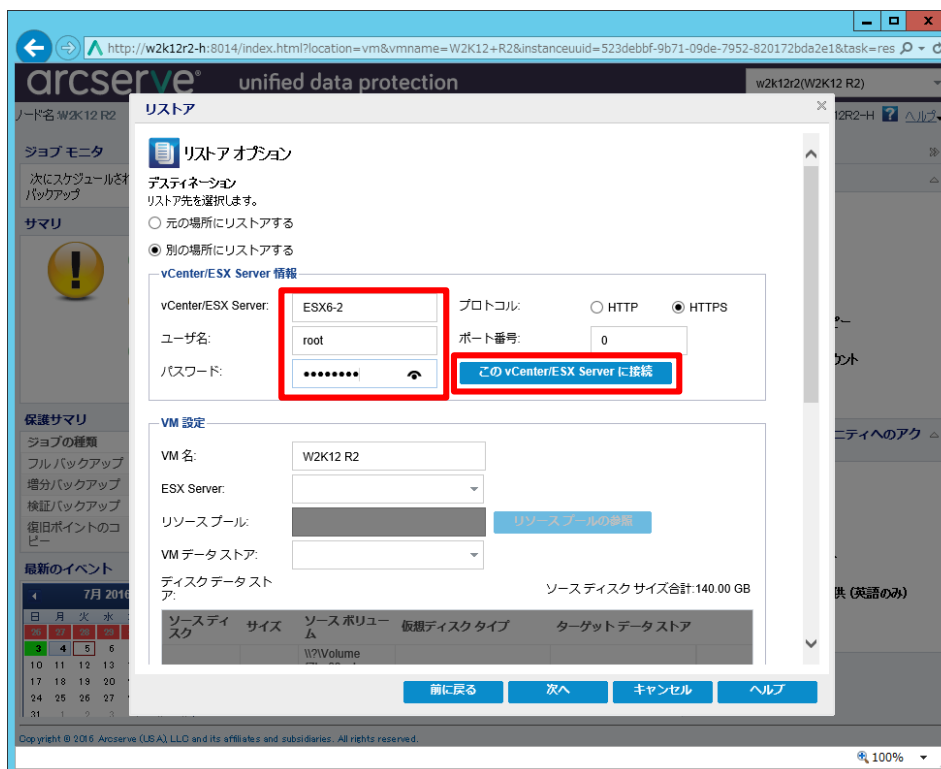 http://w2k12r2-h:8014/index.html?location=vm&vmname=W2K12+R2&instanceuuid=523debbf-9b71-09de-7952-820172bda2e1&task=res
arcserve® unified data protection
w2k12r2(W2K12 R2)
ノード名:W2K12 R2
リストア
12R2-H ? ヘルプ
ジョブ モニタ
次にスケジュールされ
バックアップ
サマリ
リストア オプション
デスティネーション
リストア先を選択します。
元の場所にリストアする
別の場所にリストアする
vCenter/ESX Server 情報
vCenter/ESX Server: ESX6-2 プロトコル: HTTP HTTPS
ユーザ名: root ポート番号: 0
パスワード: •••••••• この vCenter/ESX Server に接続
ピー
ウント
保護サマリ
ジョブの種類
フル バックアップ
増分バックアップ
検証バックアップ
復旧ポイントのコ
ピー
VM 設定
VM 名: W2K12 R2
ESX Server:
リソース プール: リソース プールの参照
VM データ ストア:
ディスク データ スト
ア:
ソース ディスク サイズ合計:140.00 GB
ソース ディ
スク
サイズ
ソース ボリュー
ム
仮想ディスク タイプ
ターゲット データ ストア
\\?\Volume
ニティへのアク
供 (英語のみ)
最新のイベント
7月 2016
日 月 火 水
26 27 28 29
3 4 5 6
10 11 12 13
17 18 19 20
24 25 26 27
31 1 2 3
前に戻る 次へ キャンセル ヘルプ
Copyright © 2016 Arcserve (USA), LLC and its affiliates and subsidiaries. All rights reserved.
100%